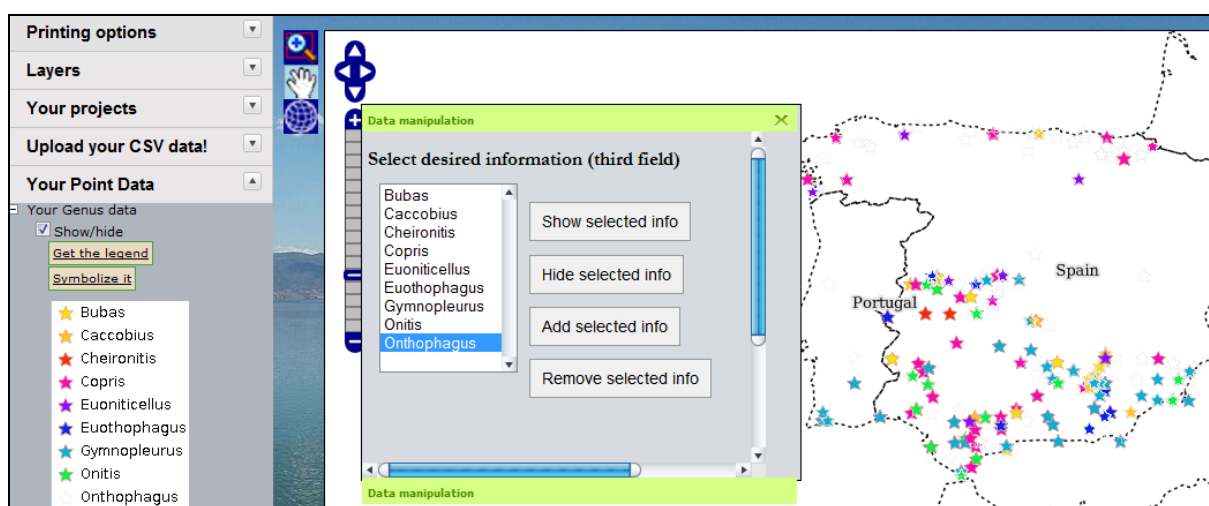 Printing options
Layers
Your projects
Upload your CSV data!
Your Point Data
Your Genus data
Show/hide
Get the legend
Symbolize it
Bubas
Caccobius
Cheironitis
Copris
Euoniticellus
Euothophagus
Gymnopleurus
Onitis
Onthophagus
Data manipulation
Select desired information (third field)
Bubas
Caccobius
Cheironitis
Copris
Euoniticellus
Euothophagus
Gymnopleurus
Onitis
Onthophagus
Show selected info
Hide selected info
Add selected info
Remove selected info
Data manipulation
Spain
Portugal